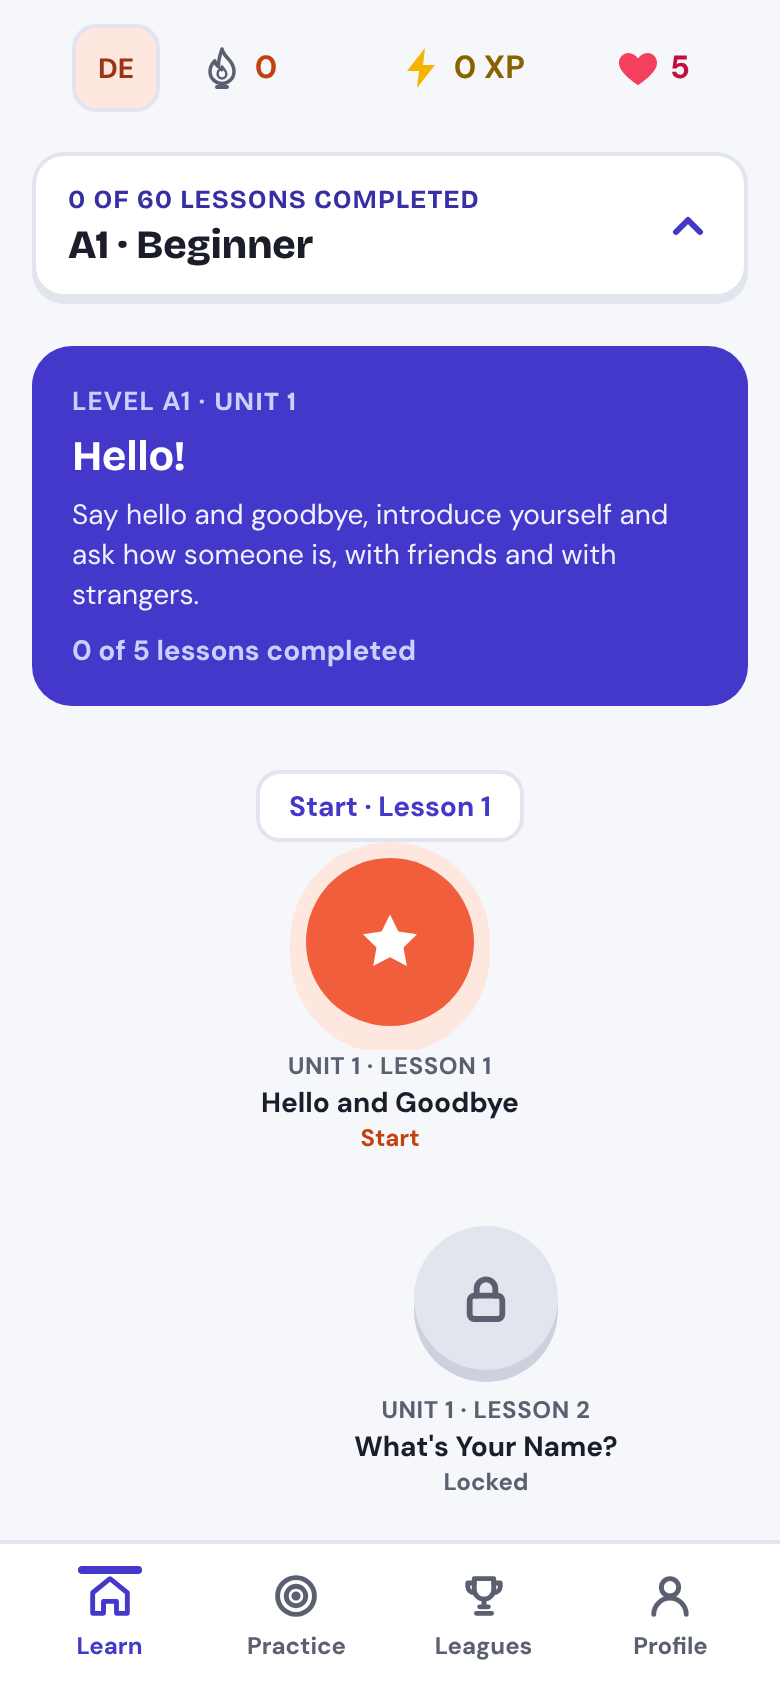 DE
0
0 XP
5
0 OF 60 LESSONS COMPLETED
A1 · Beginner
LEVEL A1 · UNIT 1
Hello!
Say hello and goodbye, introduce yourself and
ask how someone is, with friends and with
strangers.
0 of 5 lessons completed
Start · Lesson 1
UNIT 1 · LESSON 1
Hello and Goodbye
Start
UNIT 1 · LESSON 2
What's Your Name?
Locked
Learn
Practice
Leagues
Profile